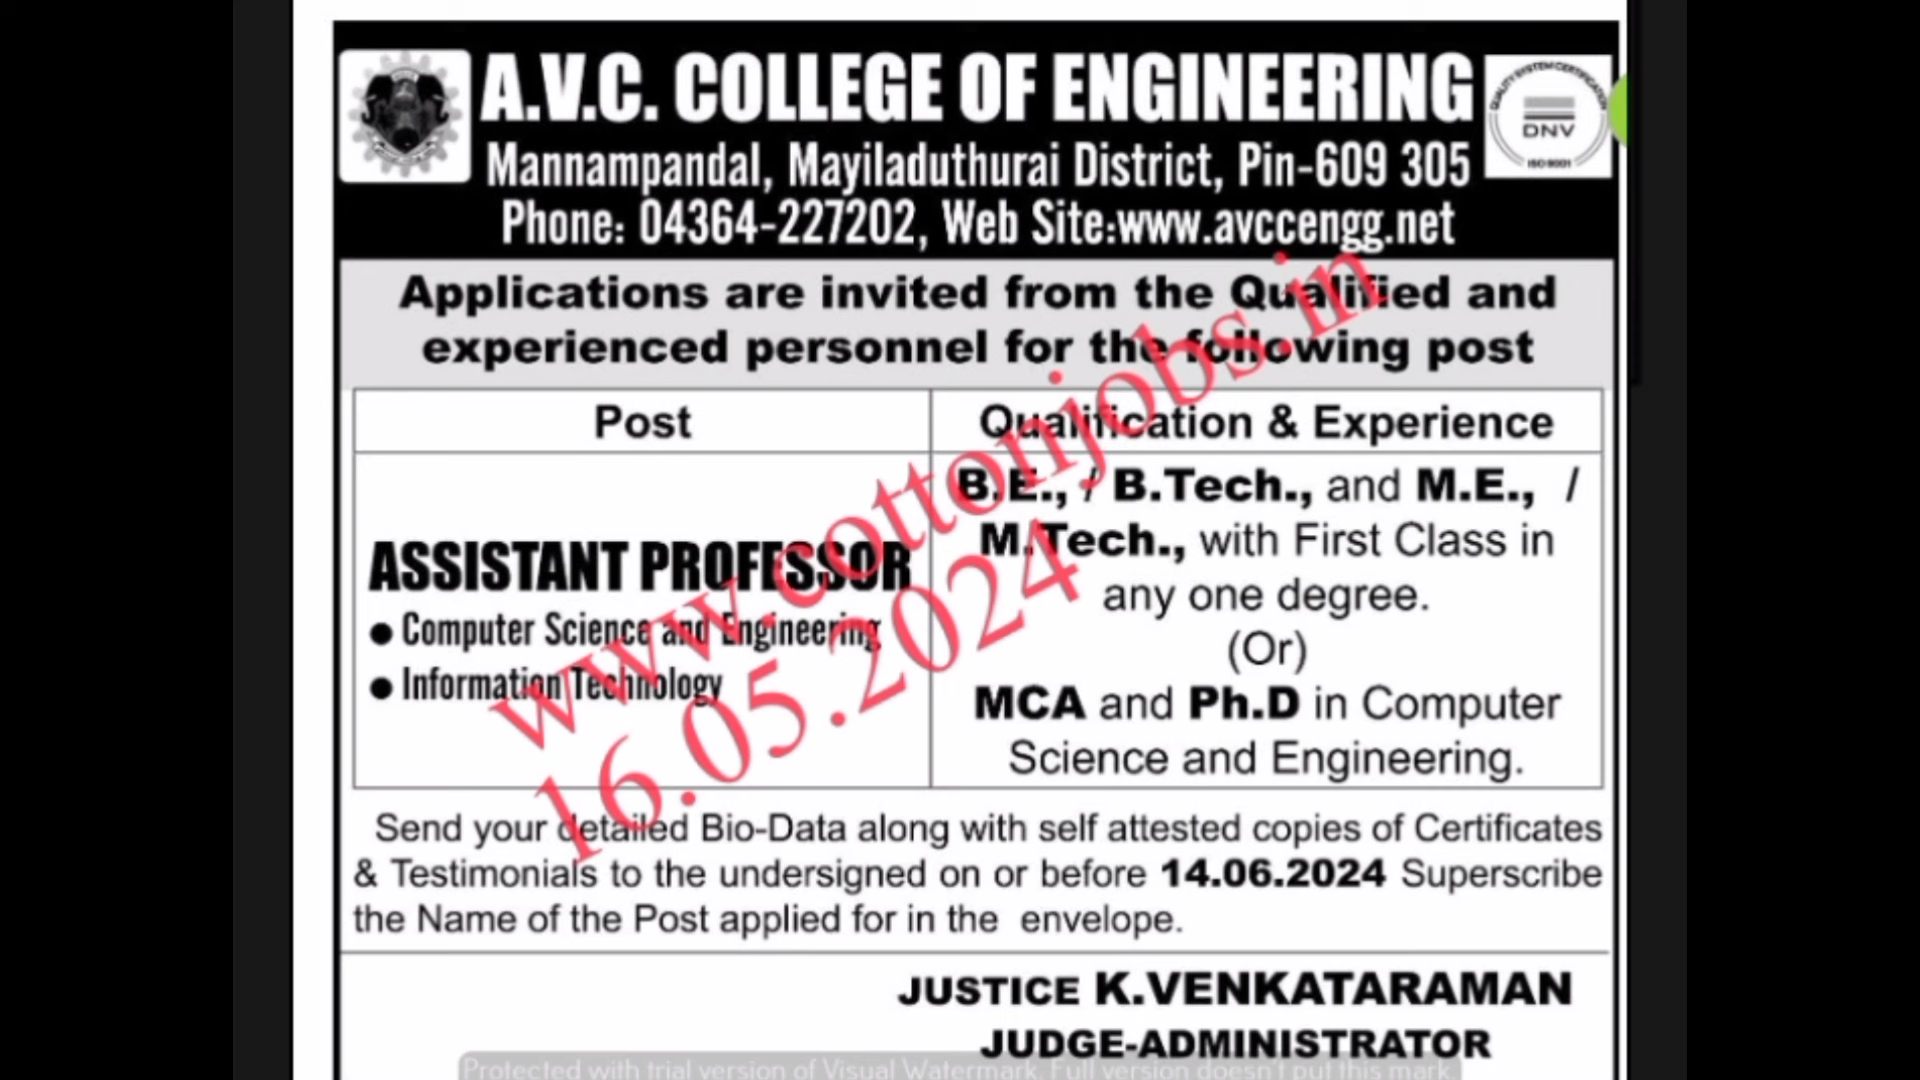 A.V.C. COLLEGE OF ENGINEERING
Mannampandal, Mayiladuthurai District, Pin-609 305
Phone: 04364-227202, Web Site:www.avccengg.net
QUALITY SYSTEM CERTIFICATION
DNV
ISO 9001
Applications are invited from the Qualified and
experienced personnel for the following post
Post
Qualification & Experience
ASSISTANT PROFESSOR
● Computer Science and Engineering
● Information Technology
B.E., / B.Tech., and M.E., /
M.Tech., with First Class in
any one degree.
(Or)
MCA and Ph.D in Computer
Science and Engineering.
www.cottonjobs.in
16.05.2024
Send your detailed Bio-Data along with self attested copies of Certificates
& Testimonials to the undersigned on or before 14.06.2024 Superscribe
the Name of the Post applied for in the envelope.
JUSTICE K.VENKATARAMAN
JUDGE-ADMINISTRATOR
Protected with trial version of Visual Watermark. Full version doesn't put this mark.